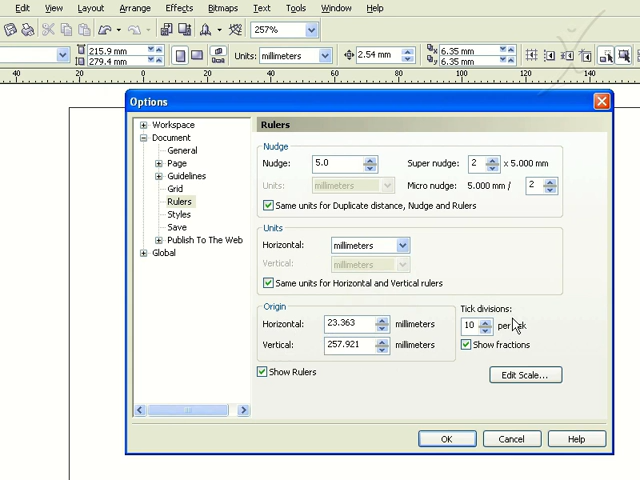 Edit View Layout Arrange Effects Bitmaps Text Tools Window Help
257%
215.9 mm
279.4 mm
Units: millimeters
2.54 mm
6.35 mm
6.35 mm
40 20 0 20 40 60 80 100 120 140
Options
Workspace
Document
General
Page
Guidelines
Grid
Rulers
Styles
Save
Publish To The Web
Global
Rulers
Nudge
Nudge: 5.0 Super nudge: 2 x 5.000 mm
Units: millimeters Micro nudge: 5.000 mm / 2
Same units for Duplicate distance, Nudge and Rulers
Units
Horizontal: millimeters
Vertical: millimeters
Same units for Horizontal and Vertical rulers
Origin
Horizontal: 23.363 millimeters
Vertical: 257.921 millimeters
Tick divisions:
10 per tick
Show fractions
Show Rulers
Edit Scale...
OK Cancel Help